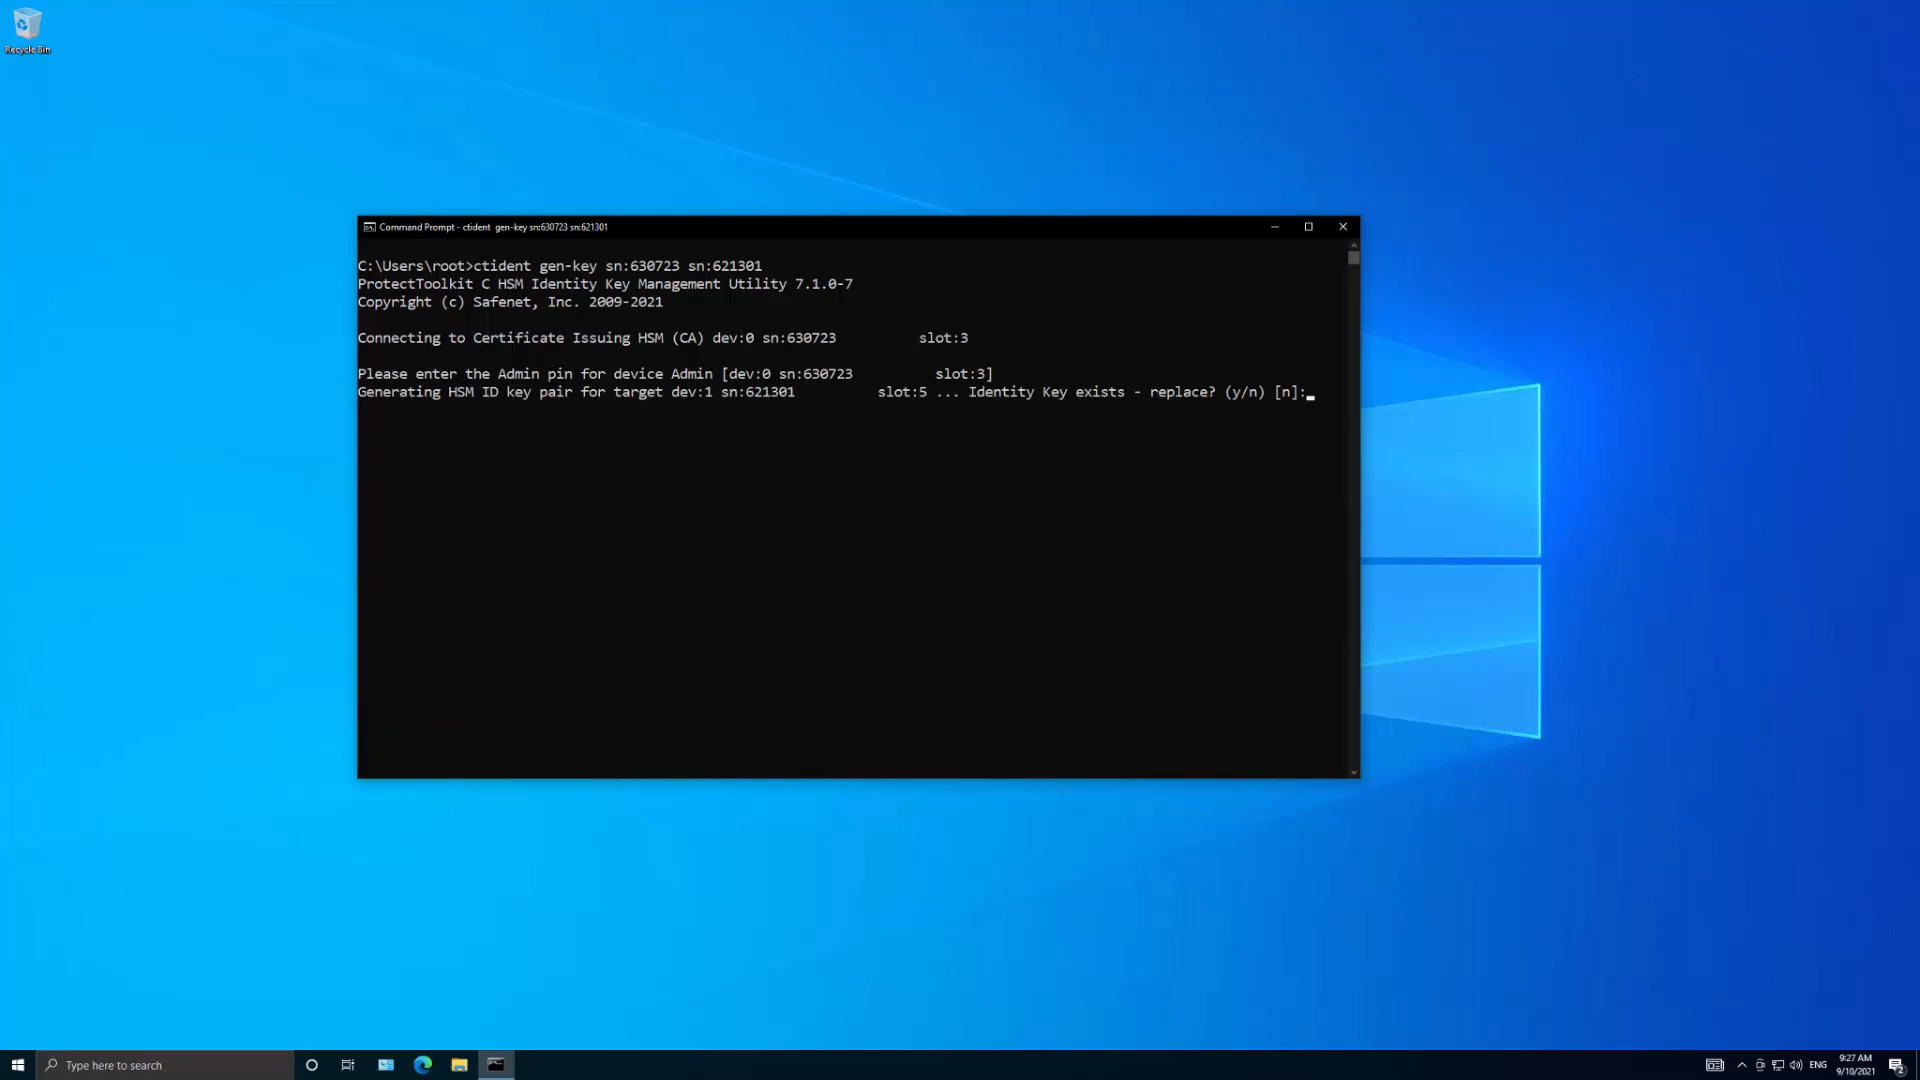 Recycle Bin
Command Prompt - ctident  gen-key sn:630723 sn:621301
C:\Users\root>ctident gen-key sn:630723 sn:621301
ProtectToolkit C HSM Identity Key Management Utility 7.1.0-7
Copyright (c) Safenet, Inc. 2009-2021
Connecting to Certificate Issuing HSM (CA) dev:0 sn:630723          slot:3
Please enter the Admin pin for device Admin [dev:0 sn:630723          slot:3]
Generating HSM ID key pair for target dev:1 sn:621301          slot:5 ... Identity Key exists - replace? (y/n) [n]:
Type here to search
ENG
9:27 AM
9/10/2021
2